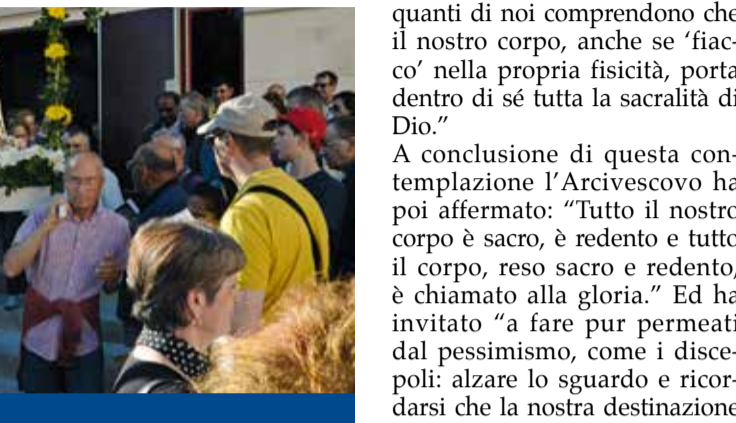 quanti di noi comprendono che
il nostro corpo, anche se ‘fiac-
co’ nella propria fisicità, porta
dentro di sé tutta la sacralità di
Dio.”
A conclusione di questa con-
templazione l’Arcivescovo ha
poi affermato: “Tutto il nostro
corpo è sacro, è redento e tutto
il corpo, reso sacro e redento,
è chiamato alla gloria.” Ed ha
invitato “a fare pur permeati
dal pessimismo, come i disce-
poli: alzare lo sguardo e ricor-
darsi che la nostra destinazione